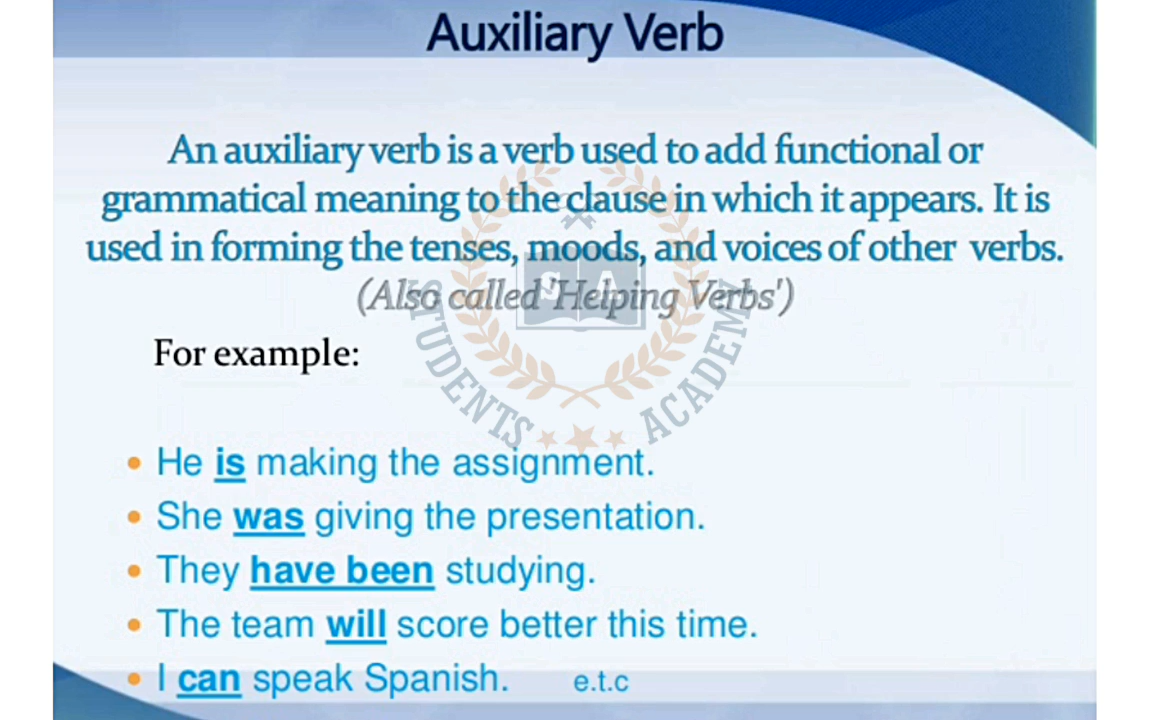 Auxiliary Verb
An auxiliary verb is a verb used to add functional or
grammatical meaning to the clause in which it appears. It is
used in forming the tenses, moods, and voices of other verbs.
(Also called 'Helping Verbs')
For example:
SA
STUDENTS ACADEMY
• He is making the assignment.
• She was giving the presentation.
• They have been studying.
• The team will score better this time.
• I can speak Spanish. e.t.c